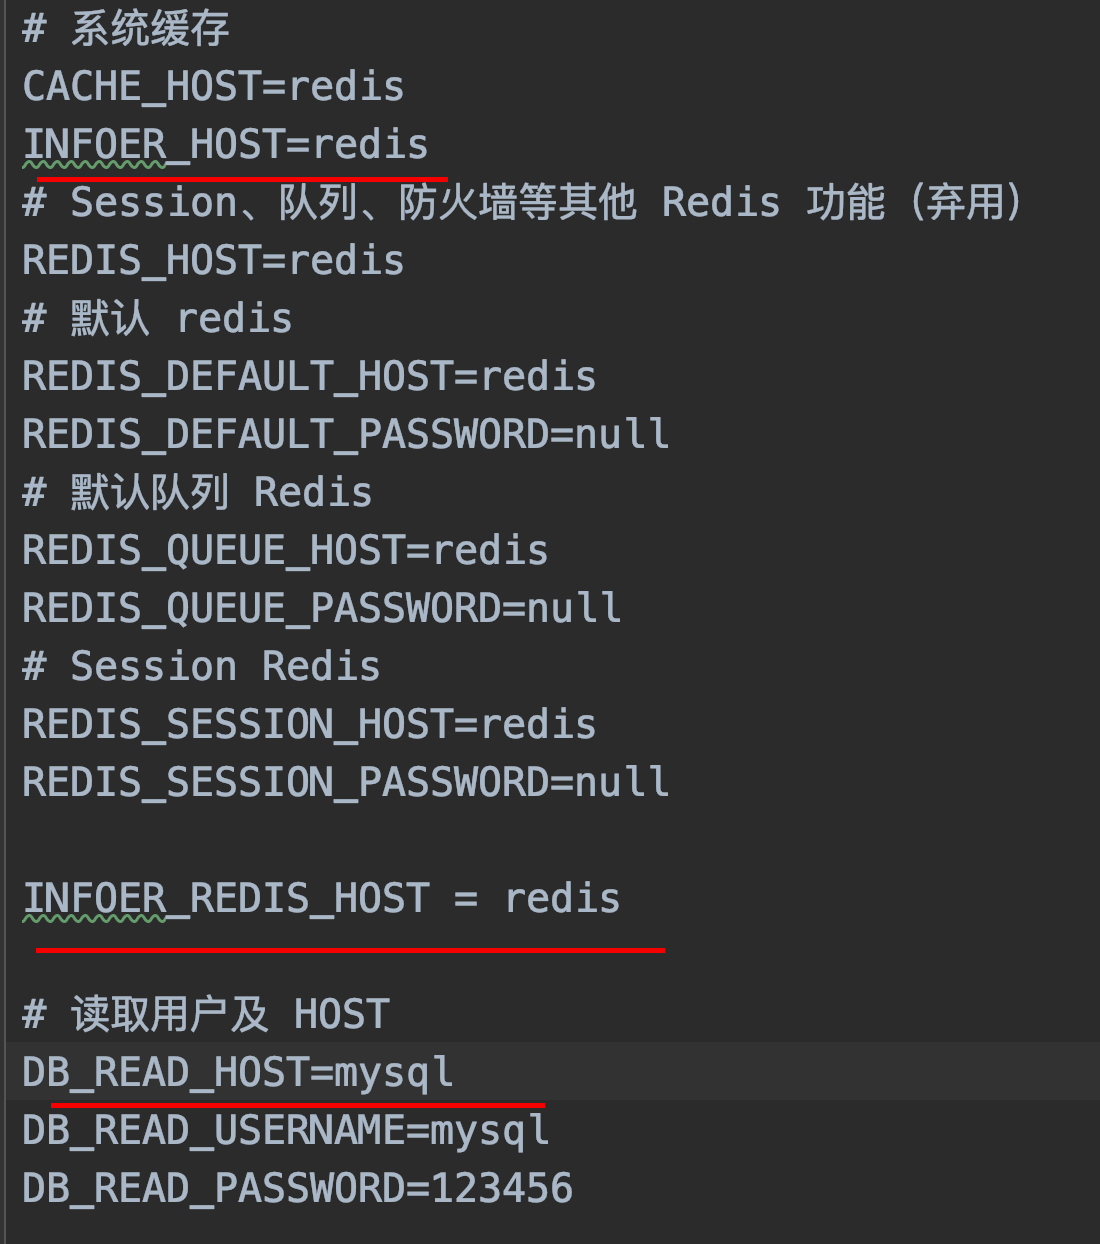 # 系统缓存
CACHE_HOST=redis
INFOER_HOST=redis
# Session、队列、防火墙等其他 Redis 功能（弃用）
REDIS_HOST=redis
# 默认 redis
REDIS_DEFAULT_HOST=redis
REDIS_DEFAULT_PASSWORD=null
# 默认队列 Redis
REDIS_QUEUE_HOST=redis
REDIS_QUEUE_PASSWORD=null
# Session Redis
REDIS_SESSION_HOST=redis
REDIS_SESSION_PASSWORD=null
INFOER_REDIS_HOST = redis
# 读取用户及 HOST
DB_READ_HOST=mysql
DB_READ_USERNAME=mysql
DB_READ_PASSWORD=123456